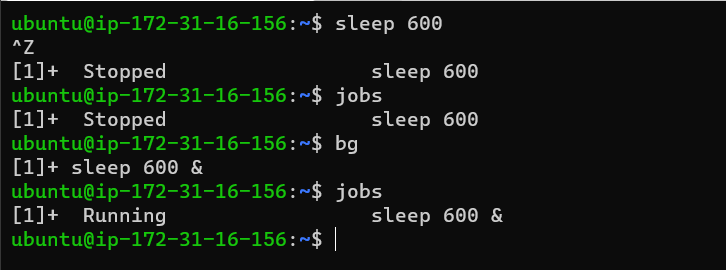 ubuntu@ip-172-31-16-156:~$ sleep 600
^Z
[1]+  Stopped                 sleep 600
ubuntu@ip-172-31-16-156:~$ jobs
[1]+  Stopped                 sleep 600
ubuntu@ip-172-31-16-156:~$ bg
[1]+ sleep 600 &
ubuntu@ip-172-31-16-156:~$ jobs
[1]+  Running                 sleep 600 &
ubuntu@ip-172-31-16-156:~$